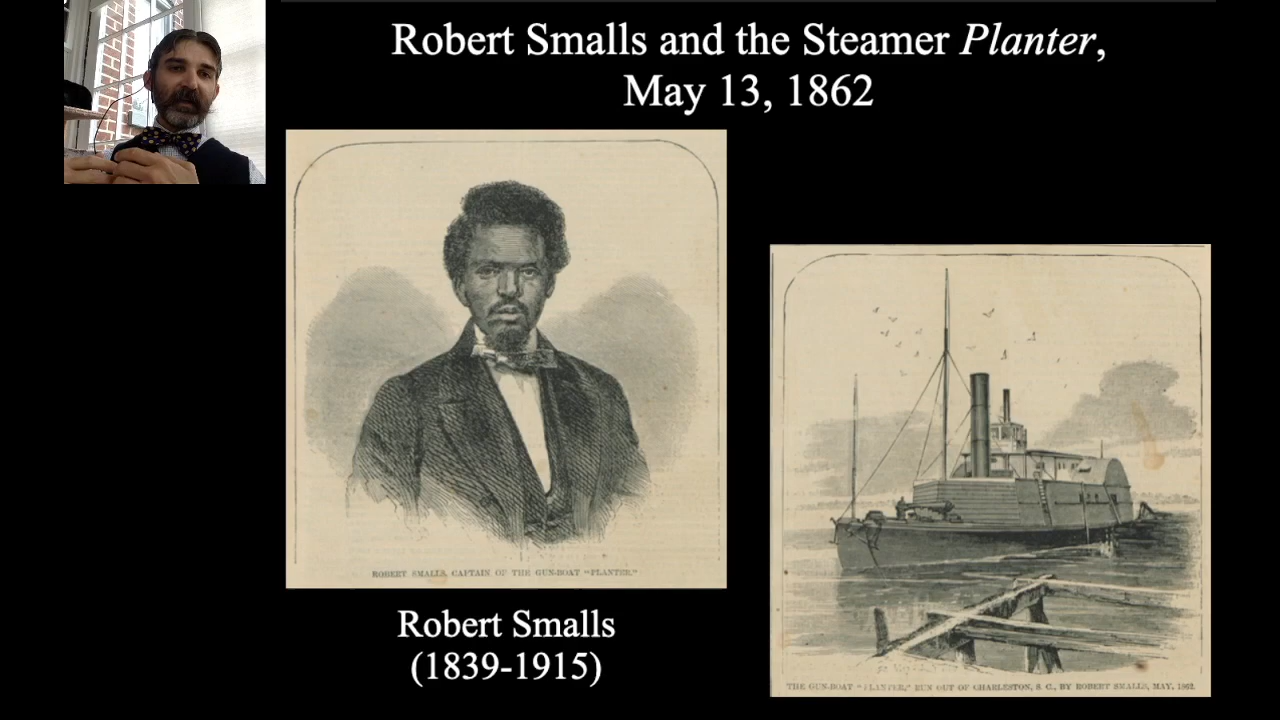 Robert Smalls and the Steamer Planter,
May 13, 1862
ROBERT SMALLS, CAPTAIN OF THE GUN-BOAT "PLANTER."
Robert Smalls
(1839-1915)
THE GUN-BOAT "PLANTER," RUN OUT OF CHARLESTON, S. C., BY ROBERT SMALLS, MAY, 1862.